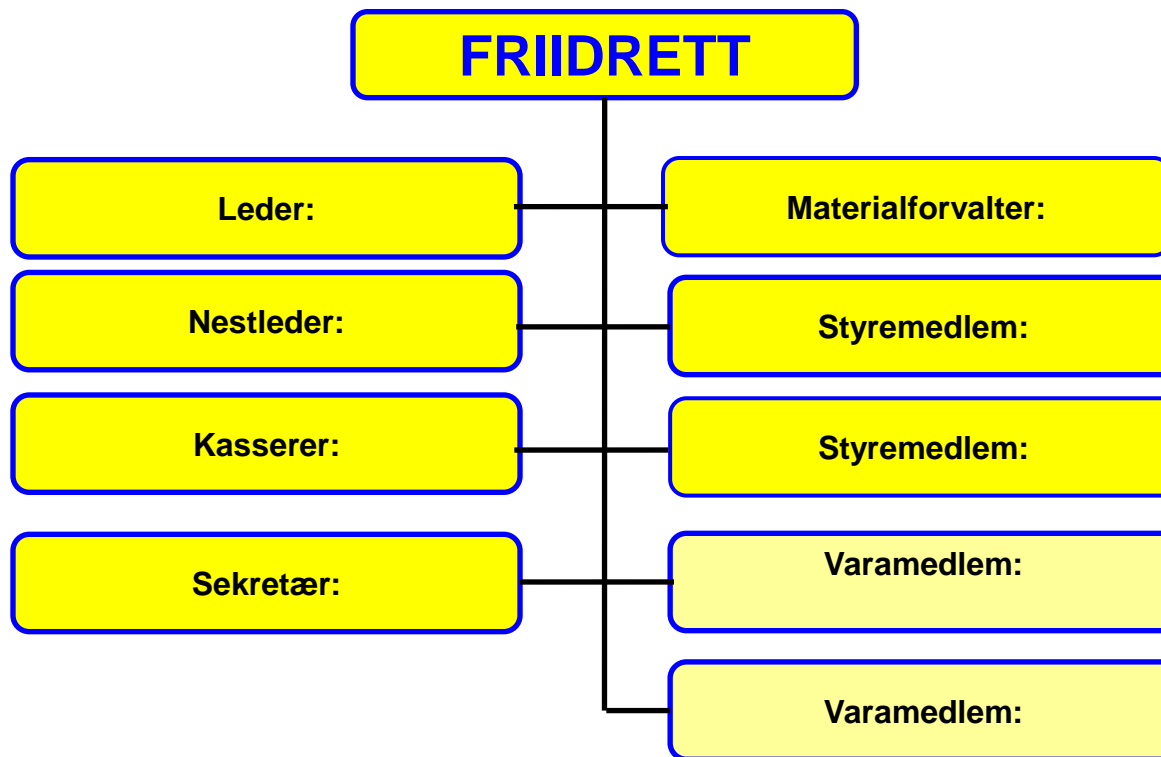 FRIIDRETT
Leder:
Materialforvalter:
Nestleder:
Styremedlem:
Kasserer:
Styremedlem:
Sekretær:
Varamedlem:
Varamedlem: